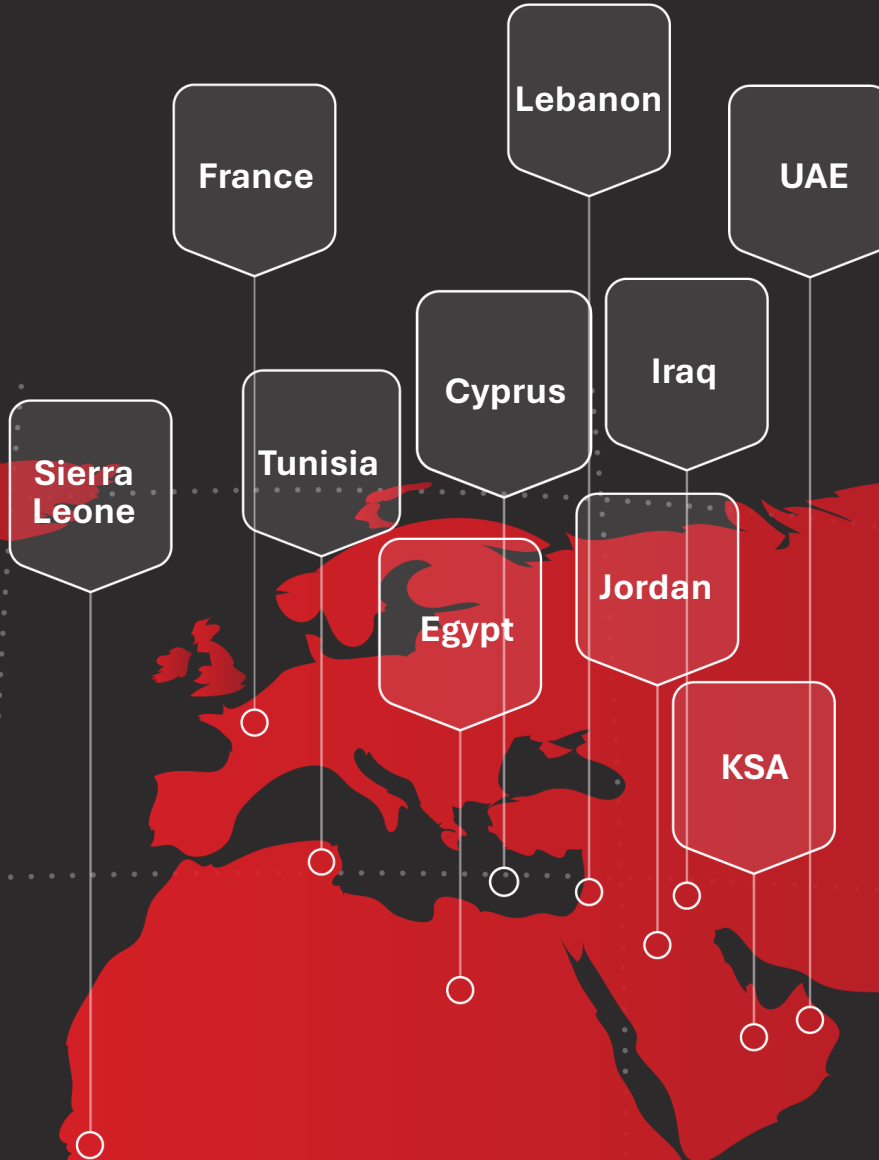 Lebanon
France
UAE
Iraq
Cyprus
Tunisia
Sierra
Leone
Jordan
Egypt
KSA